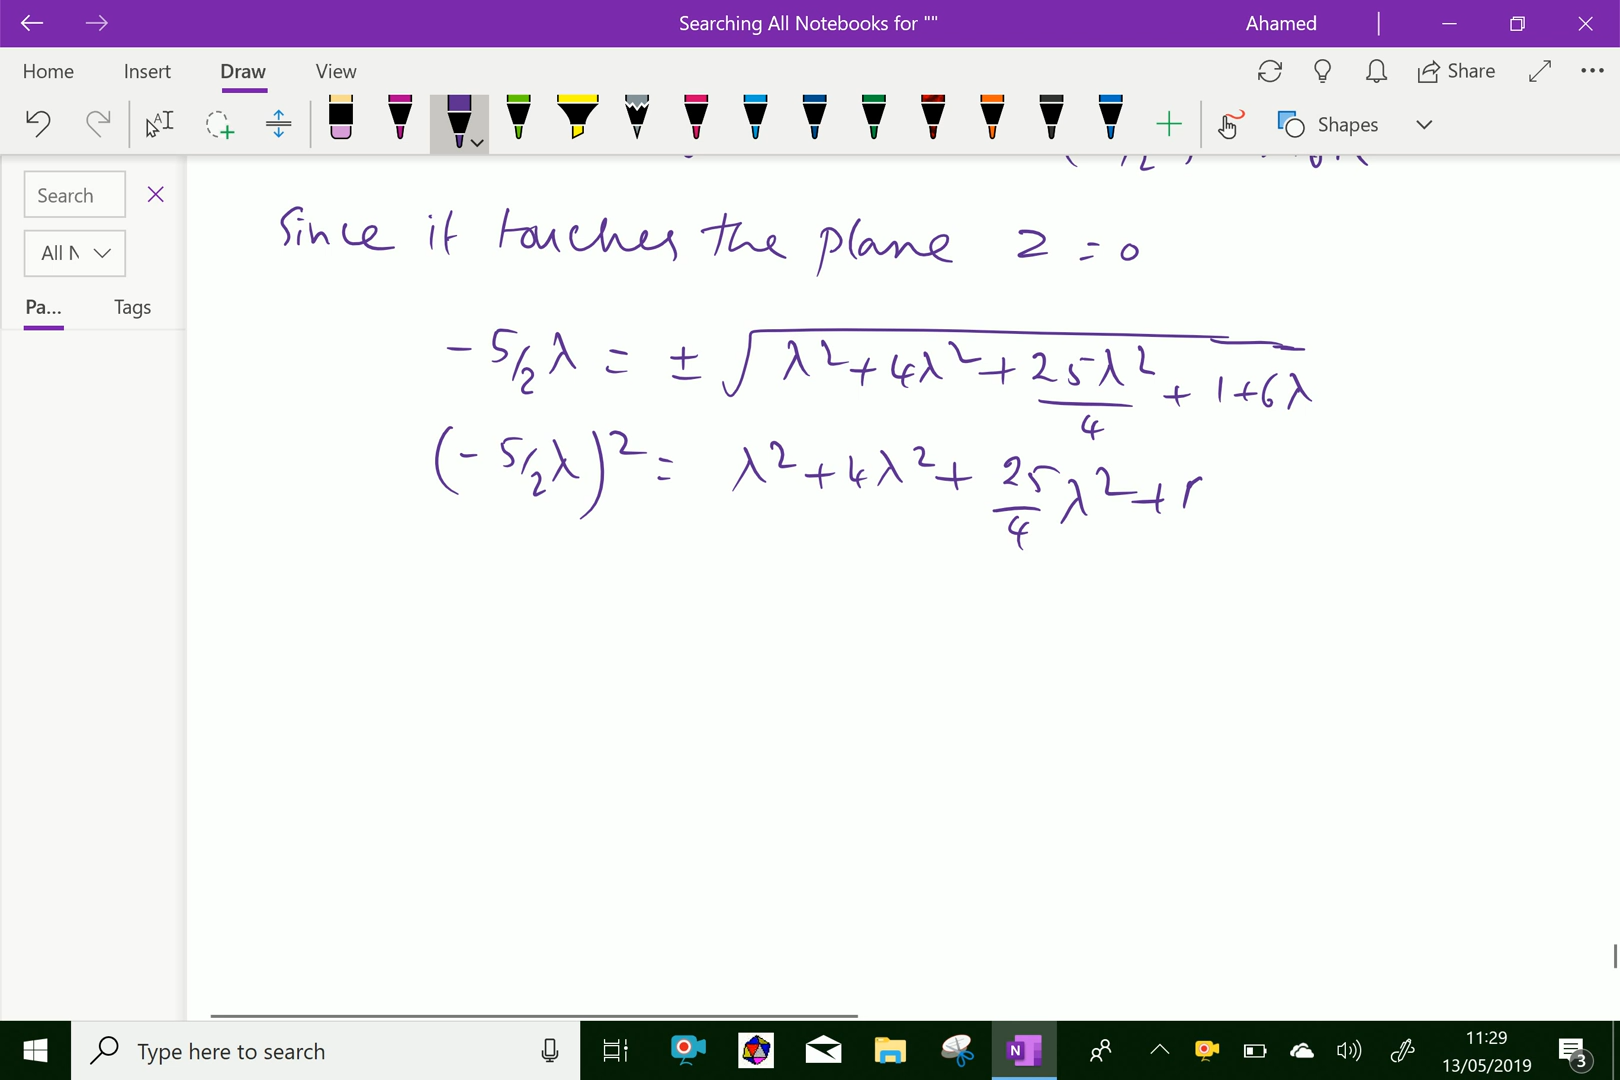 Searching All Notebooks for ""
Ahamed
Home Insert Draw View
Share
Shapes
Search
All N
Pa... Tags
Since it touches the plane z = 0
- 5/2 λ = ± √ λ² + 4λ² + 25λ²/4 + 1 + 6λ
(- 5/2 λ)² = λ² + 4λ² + 25/4 λ² + r
Type here to search
11:29
13/05/2019
3